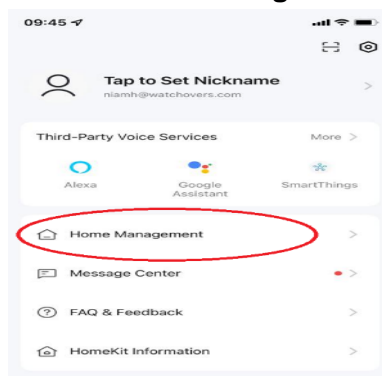 09:45
Tap to Set Nickname
niamh@watchovers.com
Third-Party Voice Services More >
Alexa Google Assistant SmartThings
Home Management
Message Center
FAQ & Feedback
HomeKit Information